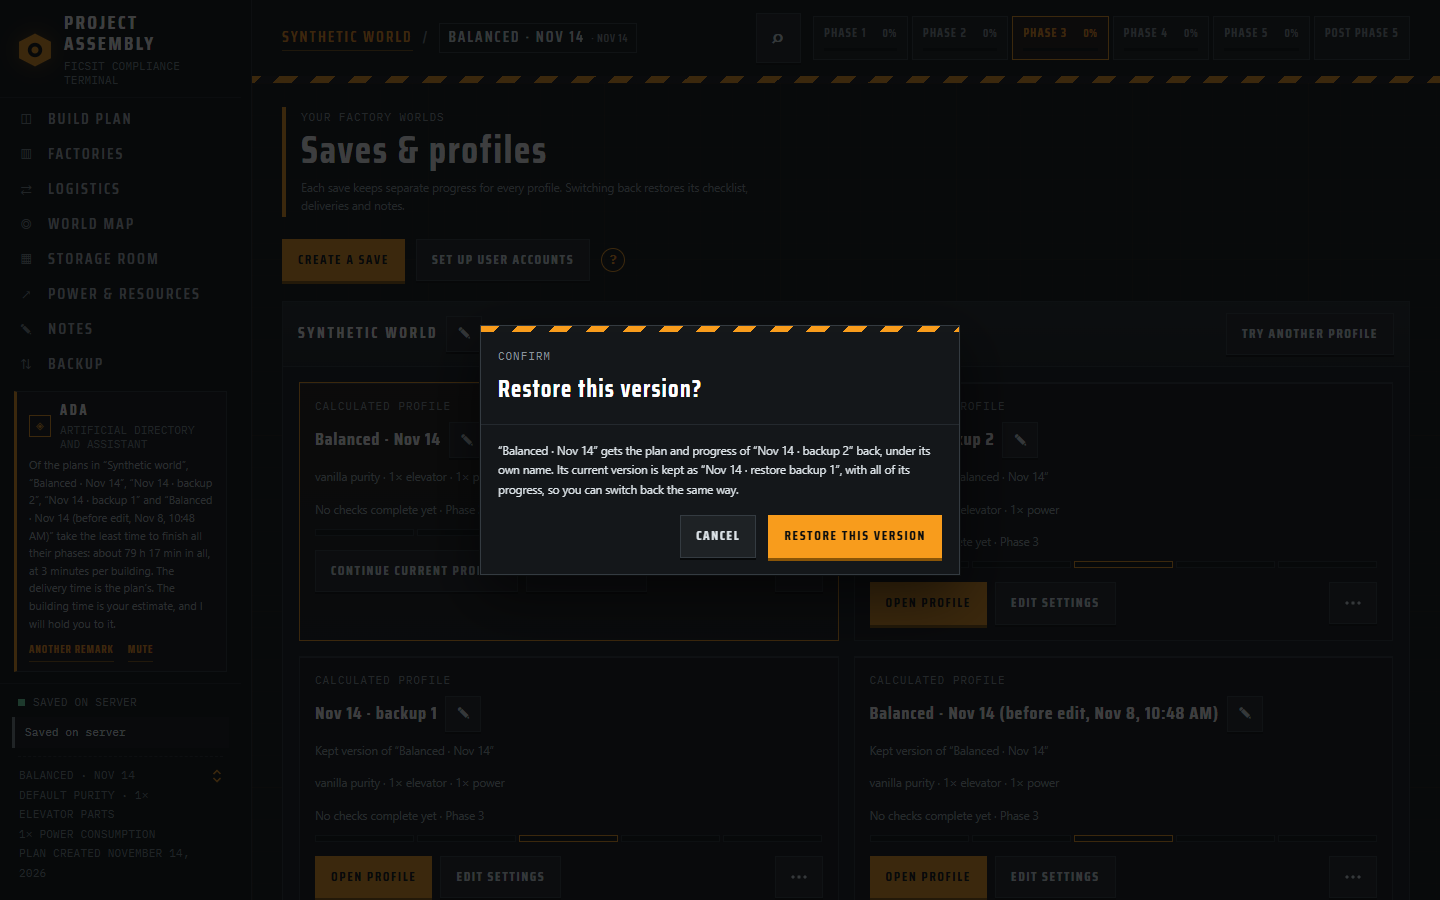 PROJECT
ASSEMBLY
FICSIT COMPLIANCE
TERMINAL
BUILD PLAN
FACTORIES
LOGISTICS
WORLD MAP
STORAGE ROOM
POWER & RESOURCES
NOTES
BACKUP
ADA
ARTIFICIAL DIRECTORY
AND ASSISTANT
Of the plans in “Synthetic world”,
“Balanced · Nov 14”, “Nov 14 · backup
2”, “Nov 14 · backup 1” and “Balanced
· Nov 14 (before edit, Nov 8, 10:48
AM)” take the least time to finish all
their phases: about 79 h 17 min in all,
at 3 minutes per building. The
delivery time is the plan's. The
building time is your estimate, and I
will hold you to it.
ANOTHER REMARK MUTE
SAVED ON SERVER
Saved on server
BALANCED · NOV 14
DEFAULT PURITY · 1×
ELEVATOR PARTS
1× POWER CONSUMPTION
PLAN CREATED NOVEMBER 14,
2026
SYNTHETIC WORLD / BALANCED · NOV 14 · NOV 14
PHASE 1 0% PHASE 2 0% PHASE 3 0% PHASE 4 0% PHASE 5 0% POST PHASE 5
YOUR FACTORY WORLDS
Saves & profiles
Each save keeps separate progress for every profile. Switching back restores its checklist,
deliveries and notes.
CREATE A SAVE SET UP USER ACCOUNTS ?
SYNTHETIC WORLD TRY ANOTHER PROFILE
CALCULATED PROFILE
Balanced · Nov 14
vanilla purity · 1× elevator · 1× p
No checks complete yet · Phase
CONTINUE CURRENT PRO
OFILE
kup 2
alanced · Nov 14”
elevator · 1× power
te yet · Phase 3
OPEN PROFILE EDIT SETTINGS •••
CONFIRM
Restore this version?
“Balanced · Nov 14” gets the plan and progress of “Nov 14 · backup 2” back, under its
own name. Its current version is kept as “Nov 14 · restore backup 1”, with all of its
progress, so you can switch back the same way.
CANCEL RESTORE THIS VERSION
CALCULATED PROFILE
Nov 14 · backup 1
Kept version of “Balanced · Nov 14”
vanilla purity · 1× elevator · 1× power
No checks complete yet · Phase 3
OPEN PROFILE EDIT SETTINGS •••
CALCULATED PROFILE
Balanced · Nov 14 (before edit, Nov 8, 10:48 AM)
Kept version of “Balanced · Nov 14”
vanilla purity · 1× elevator · 1× power
No checks complete yet · Phase 3
OPEN PROFILE EDIT SETTINGS •••